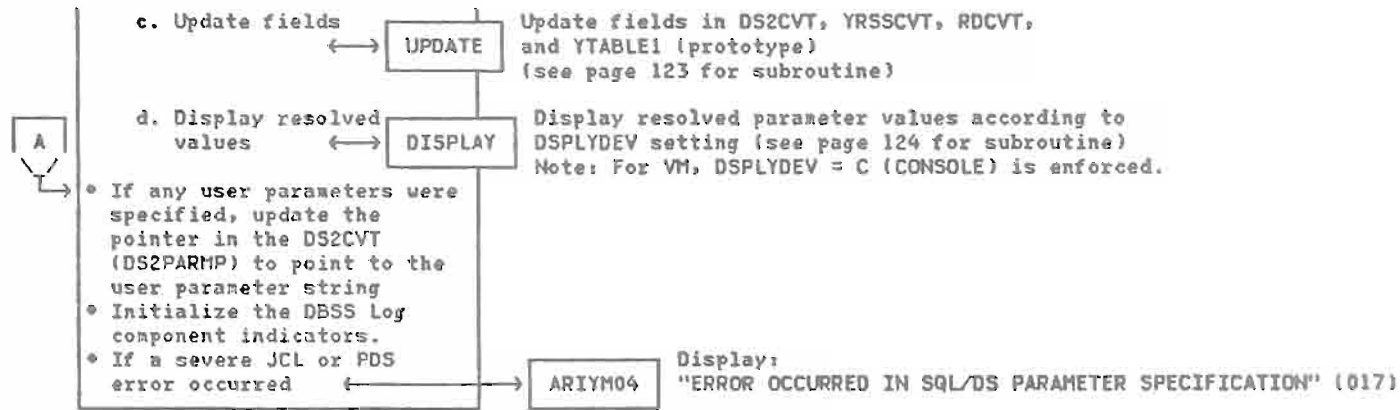 c. Update fields
UPDATE
Update fields in DS2CVT, YRSSCVT, RDCVT,
and YTABLE1 (prototype)
(see page 123 for subroutine)
d. Display resolved
values
DISPLAY
Display resolved parameter values according to
DSPLYDEV setting (see page 124 for subroutine)
Note: For VM, DSPLYDEV = C (CONSOLE) is enforced.
A
• If any user parameters were
specified, update the
pointer in the DS2CVT
(DS2PARMP) to point to the
user parameter string
• Initialize the DBSS Log
component indicators.
• If a severe JCL or PDS
error occurred
ARIYM04
Display:
"ERROR OCCURRED IN SQL/DS PARAMETER SPECIFICATION" (017)